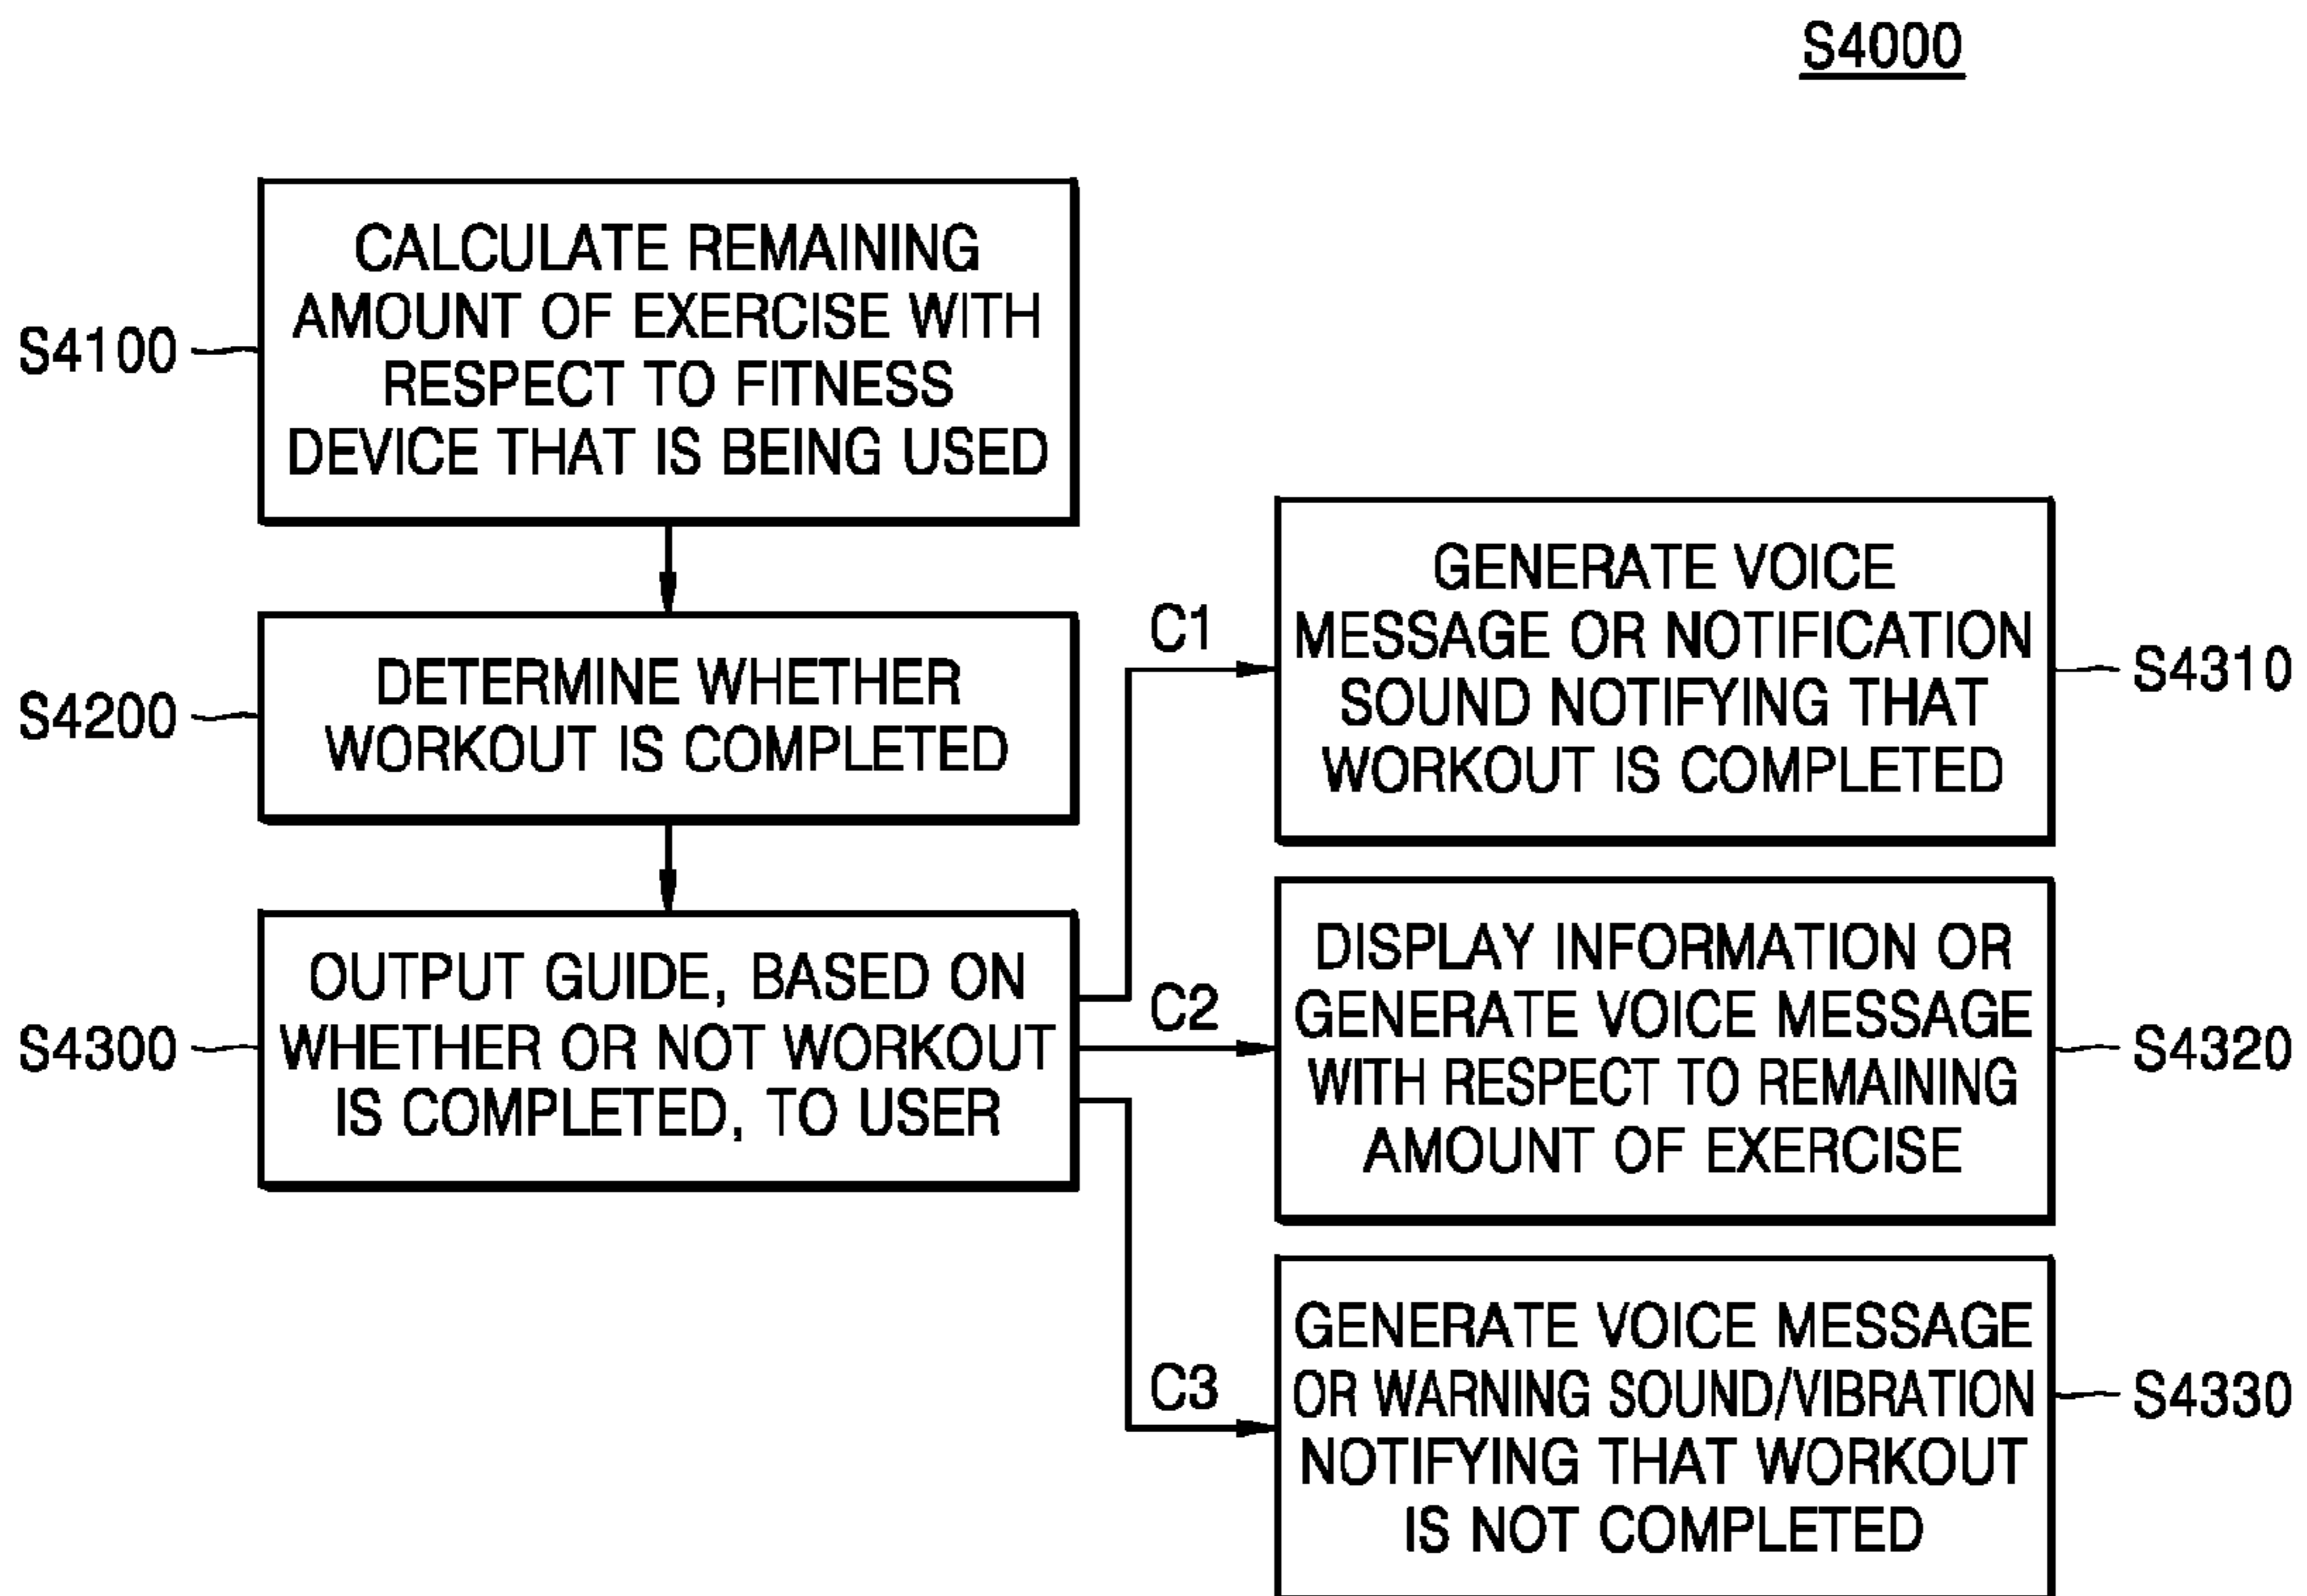 S4000
S4100
CALCULATE REMAINING
AMOUNT OF EXERCISE WITH
RESPECT TO FITNESS
DEVICE THAT IS BEING USED
S4200
DETERMINE WHETHER
WORKOUT IS COMPLETED
S4300
OUTPUT GUIDE, BASED ON
WHETHER OR NOT WORKOUT
IS COMPLETED, TO USER
C1
GENERATE VOICE
MESSAGE OR NOTIFICATION
SOUND NOTIFYING THAT
WORKOUT IS COMPLETED
S4310
C2
DISPLAY INFORMATION OR
GENERATE VOICE MESSAGE
WITH RESPECT TO REMAINING
AMOUNT OF EXERCISE
S4320
C3
GENERATE VOICE MESSAGE
OR WARNING SOUND/VIBRATION
NOTIFYING THAT WORKOUT
IS NOT COMPLETED
S4330